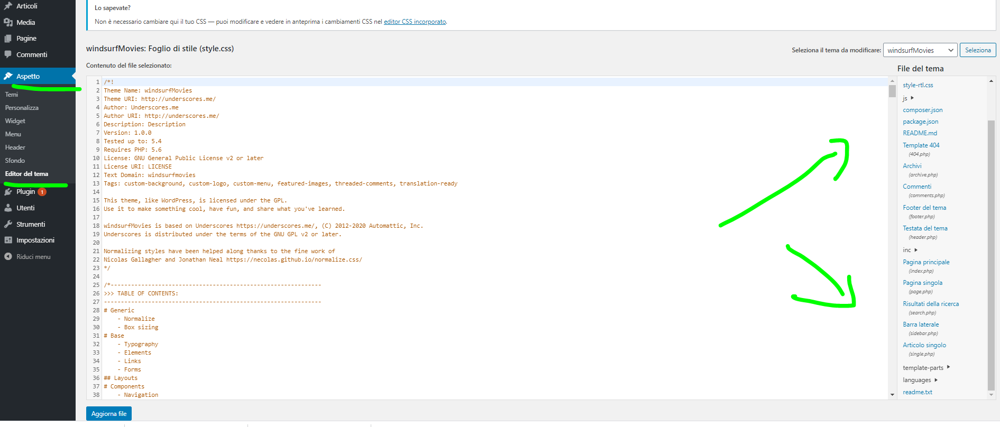 Articoli
Media
Pagine
Commenti
Aspetto
Temi
Personalizza
Widget
Menu
Header
Sfondo
Editor del tema
Plugin 1
Utenti
Strumenti
Impostazioni
Riduci menu
Lo sapevate?
Non è necessario cambiare qui il tuo CSS — puoi modificare e vedere in anteprima i cambiamenti CSS nel editor CSS incorporato.
windsurfMovies: Foglio di stile (style.css)
Seleziona il tema da modificare: windsurfMovies Seleziona
Contenuto del file selezionato:
1 /*!
2 Theme Name: windsurfMovies
3 Theme URI: http://underscores.me/
4 Author: Underscores.me
5 Author URI: http://underscores.me/
6 Description: Description
7 Version: 1.0.0
8 Tested up to: 5.4
9 Requires PHP: 5.6
10 License: GNU General Public License v2 or later
11 License URI: LICENSE
12 Text Domain: windsurfmovies
13 Tags: custom-background, custom-logo, custom-menu, featured-images, threaded-comments, translation-ready
14
15 This theme, like WordPress, is licensed under the GPL.
16 Use it to make something cool, have fun, and share what you've learned.
17
18 windsurfMovies is based on Underscores https://underscores.me/, (C) 2012-2020 Automattic, Inc.
19 Underscores is distributed under the terms of the GNU GPL v2 or later.
20
21 Normalizing styles have been helped along thanks to the fine work of
22 Nicolas Gallagher and Jonathan Neal https://necolas.github.io/normalize.css/
23 */
24
25 /*--------------------------------------------------------------
26 >>> TABLE OF CONTENTS:
27 ----------------------------------------------------------------
28 # Generic
29 - Normalize
30 - Box sizing
31 # Base
32 - Typography
33 - Elements
34 - Links
35 - Forms
36 ## Layouts
37 # Components
38 - Navigation
File del tema
style-rtl.css
js
composer.json
package.json
README.md
Template 404
(404.php)
Archivi
(archive.php)
Commenti
(comments.php)
Footer del tema
(footer.php)
Testata del tema
(header.php)
inc
Pagina principale
(index.php)
Pagina singola
(page.php)
Risultati della ricerca
(search.php)
Barra laterale
(sidebar.php)
Articolo singolo
(single.php)
template-parts
languages
readme.txt
Aggiorna file